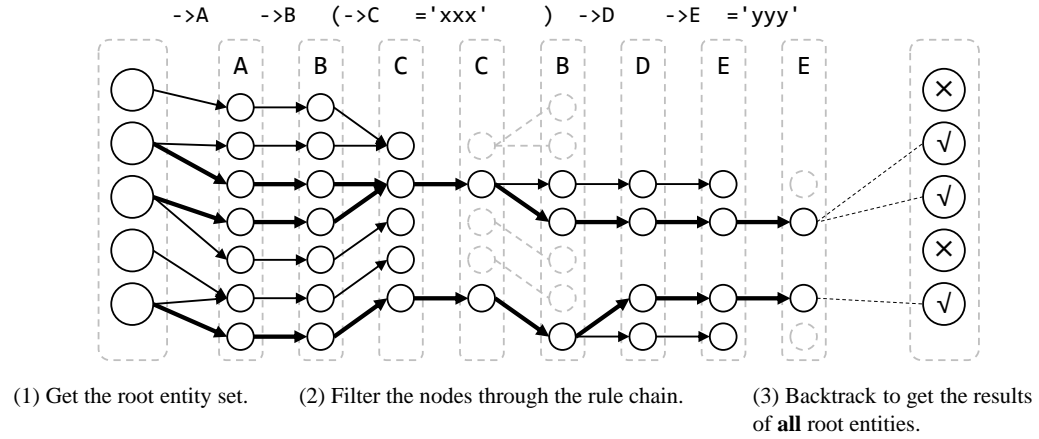 ->A ->B (->C ='xxx' ) ->D ->E ='yyy'
A B C C B D E E
×
√
√
×
√
(1) Get the root entity set. (2) Filter the nodes through the rule chain. (3) Backtrack to get the results
of all root entities.